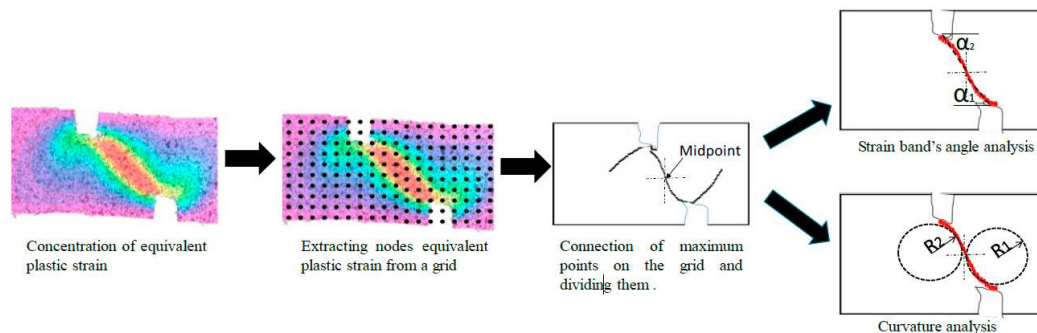 Concentration of equivalent
plastic strain
Extracting nodes equivalent
plastic strain from a grid
Midpoint
Connection of maximum
points on the grid and
dividing them .
α2
α1
Strain band's angle analysis
R2
R1
Curvature analysis